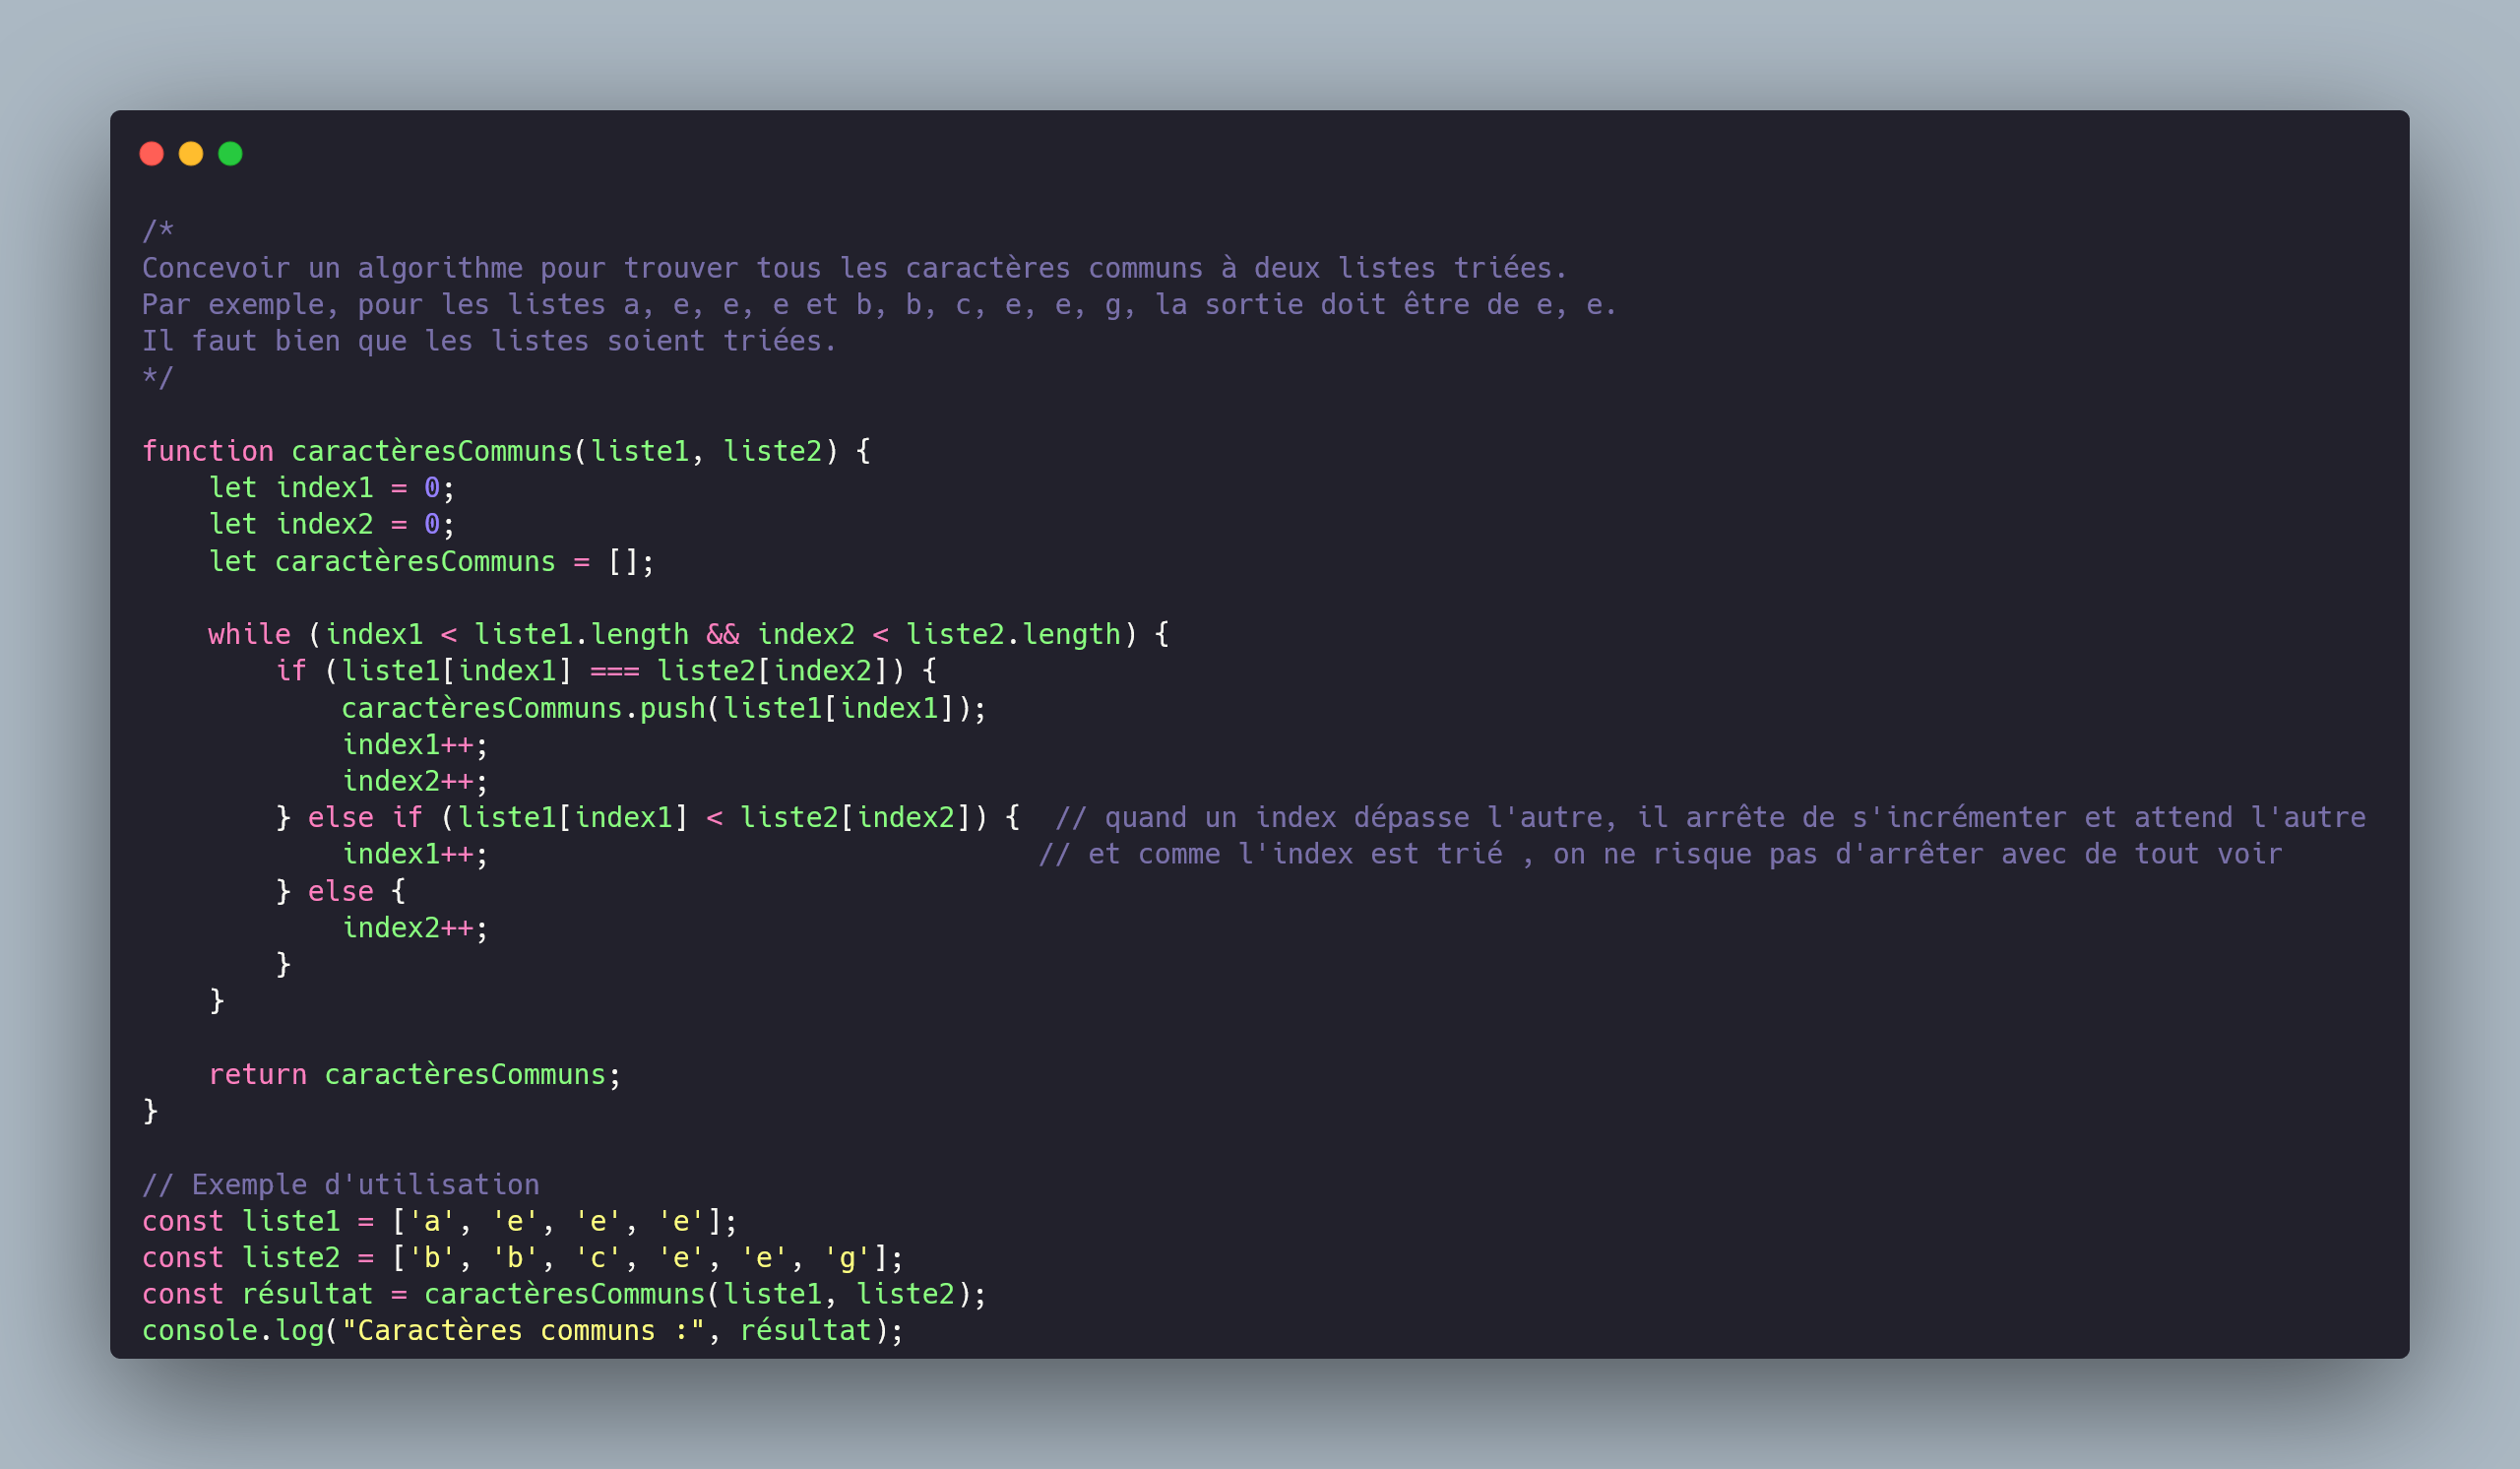 /*
Concevoir un algorithme pour trouver tous les caractères communs à deux listes triées.
Par exemple, pour les listes a, e, e, e et b, b, c, e, e, g, la sortie doit être de e, e.
Il faut bien que les listes soient triées.
*/
function caractèresCommuns(liste1, liste2) {
    let index1 = 0;
    let index2 = 0;
    let caractèresCommuns = [];
    while (index1 < liste1.length && index2 < liste2.length) {
        if (liste1[index1] === liste2[index2]) {
            caractèresCommuns.push(liste1[index1]);
            index1++;
            index2++;
        } else if (liste1[index1] < liste2[index2]) {  // quand un index dépasse l'autre, il arrête de s'incrémenter et attend l'autre
            index1++;                                 // et comme l'index est trié , on ne risque pas d'arrêter avec de tout voir
        } else {
            index2++;
        }
    }
    return caractèresCommuns;
}
// Exemple d'utilisation
const liste1 = ['a', 'e', 'e', 'e'];
const liste2 = ['b', 'b', 'c', 'e', 'e', 'g'];
const résultat = caractèresCommuns(liste1, liste2);
console.log("Caractères communs :", résultat);